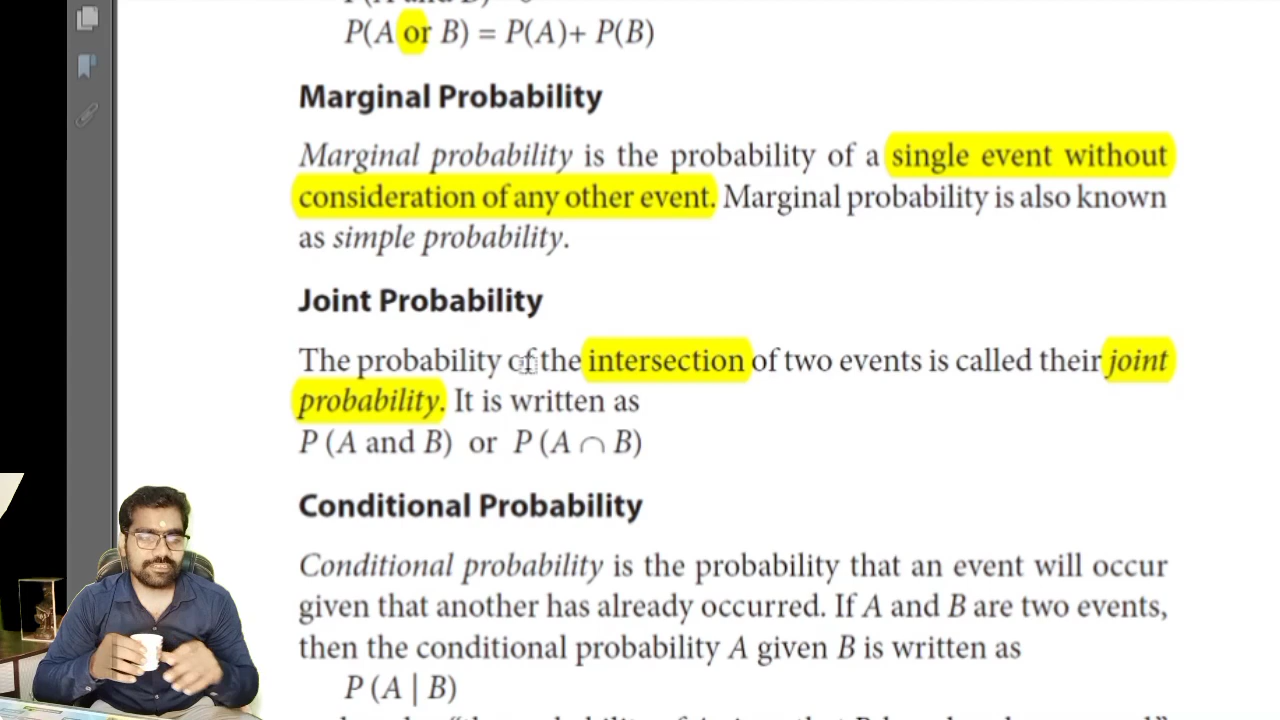 P(A or B) = P(A)+ P(B)
Marginal Probability
Marginal probability is the probability of a single event without
consideration of any other event. Marginal probability is also known
as simple probability.
Joint Probability
The probability of the intersection of two events is called their joint
probability. It is written as
P (A and B) or P (A ∩ B)
Conditional Probability
Conditional probability is the probability that an event will occur
given that another has already occurred. If A and B are two events,
then the conditional probability A given B is written as
P (A | B)